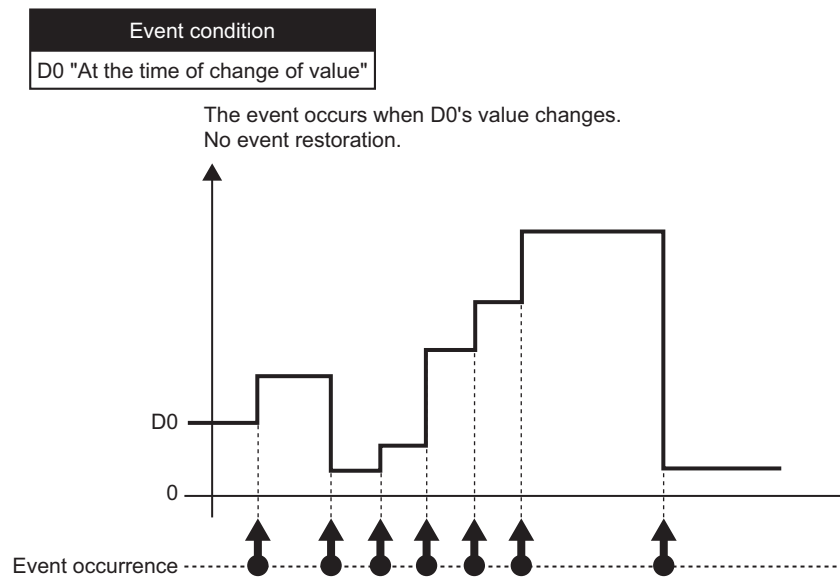 Event condition
D0 "At the time of change of value"
The event occurs when D0's value changes.
No event restoration.
D0
0
Event occurrence